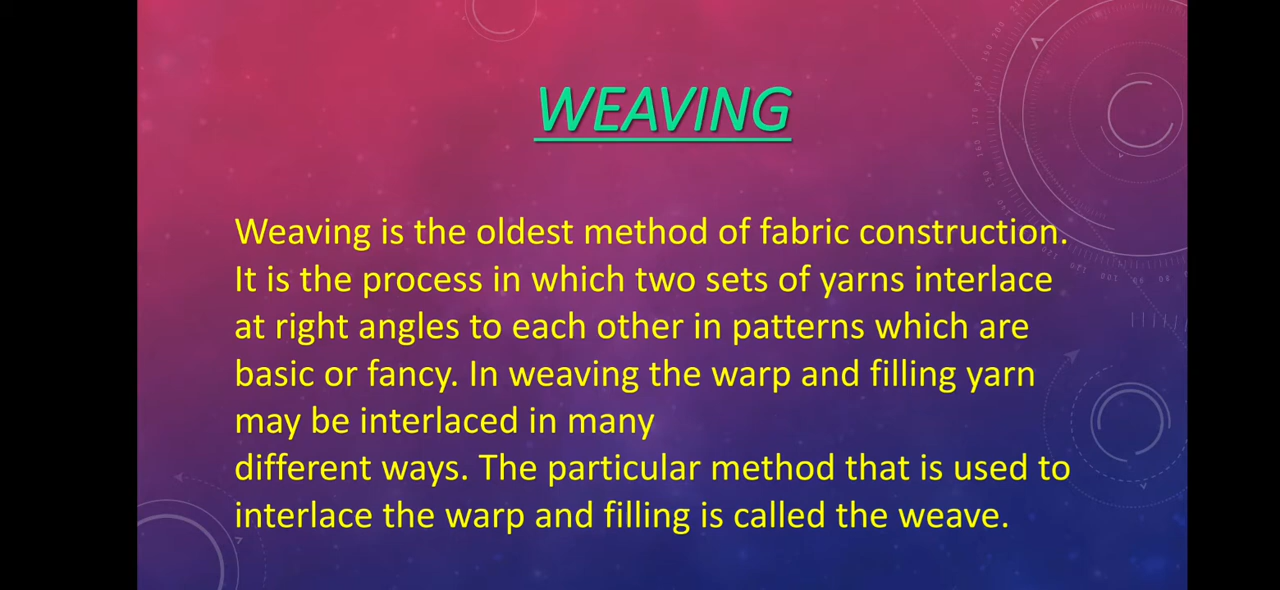 WEAVING
Weaving is the oldest method of fabric construction.
It is the process in which two sets of yarns interlace
at right angles to each other in patterns which are
basic or fancy. In weaving the warp and filling yarn
may be interlaced in many
different ways. The particular method that is used to
interlace the warp and filling is called the weave.